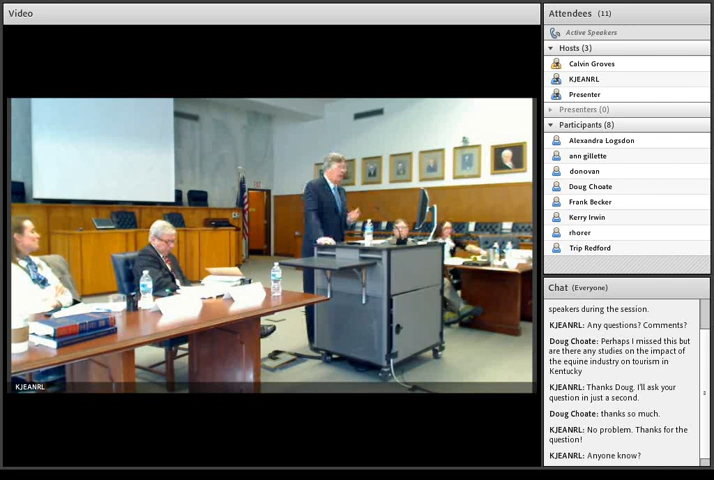 Video
KJEANRL
Attendees (11)
Active Speakers
Hosts (3)
Calvin Groves
KJEANRL
Presenter
Presenters (0)
Participants (8)
Alexandra Logsdon
ann gillette
donovan
Doug Choate
Frank Becker
Kerry Irwin
rhorer
Trip Redford
Chat (Everyone)
speakers during the session.
KJEANRL: Any questions? Comments?
Doug Choate: Perhaps I missed this but
are there any studies on the impact of
the equine industry on tourism in
Kentucky
KJEANRL: Thanks Doug. I'll ask your
question in just a second.
Doug Choate: thanks so much.
KJEANRL: No problem. Thanks for the
question!
KJEANRL: Anyone know?